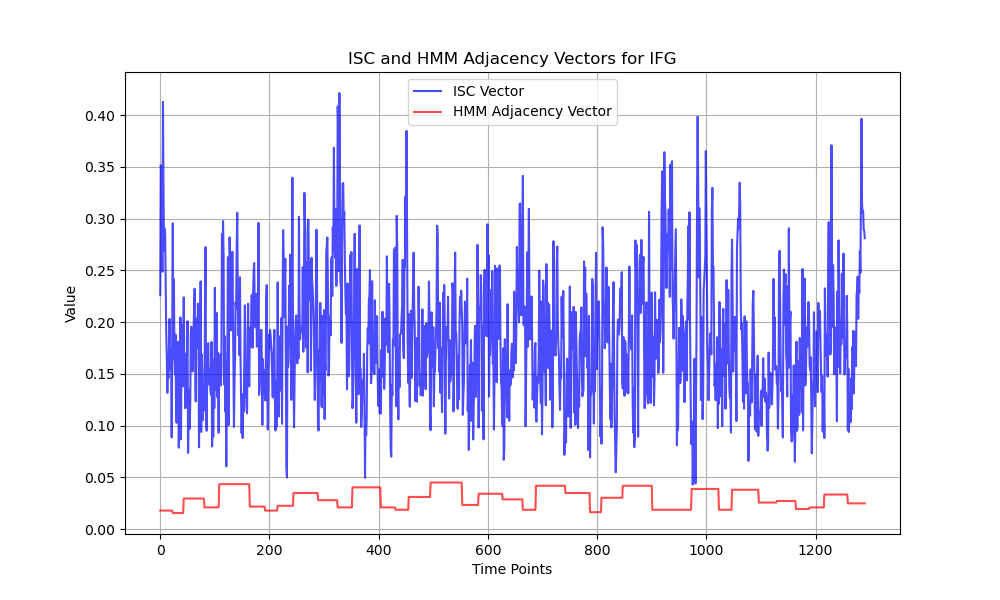 ISC and HMM Adjacency Vectors for IFG
ISC Vector
HMM Adjacency Vector
Value
0.40
0.35
0.30
0.25
0.20
0.15
0.10
0.05
0.00
0 200 400 600 800 1000 1200
Time Points